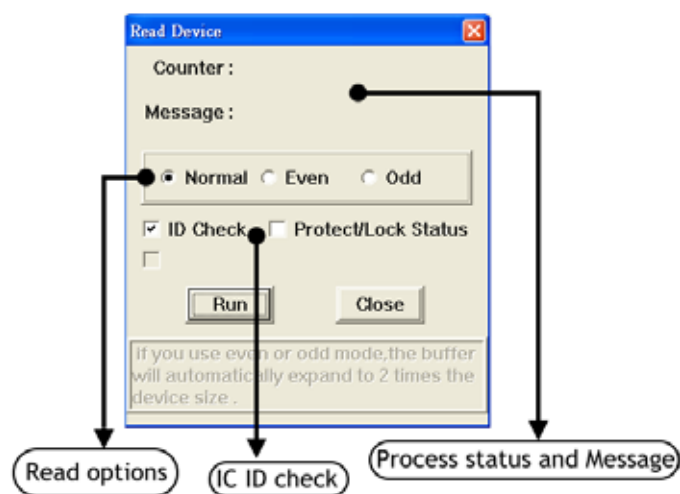 Read Device
Counter :
Message :
Normal Even Odd
ID Check Protect/Lock Status
Run Close
if you use even or odd mode,the buffer
will automatically expand to 2 times the
device size .
Read options
IC ID check
Process status and Message